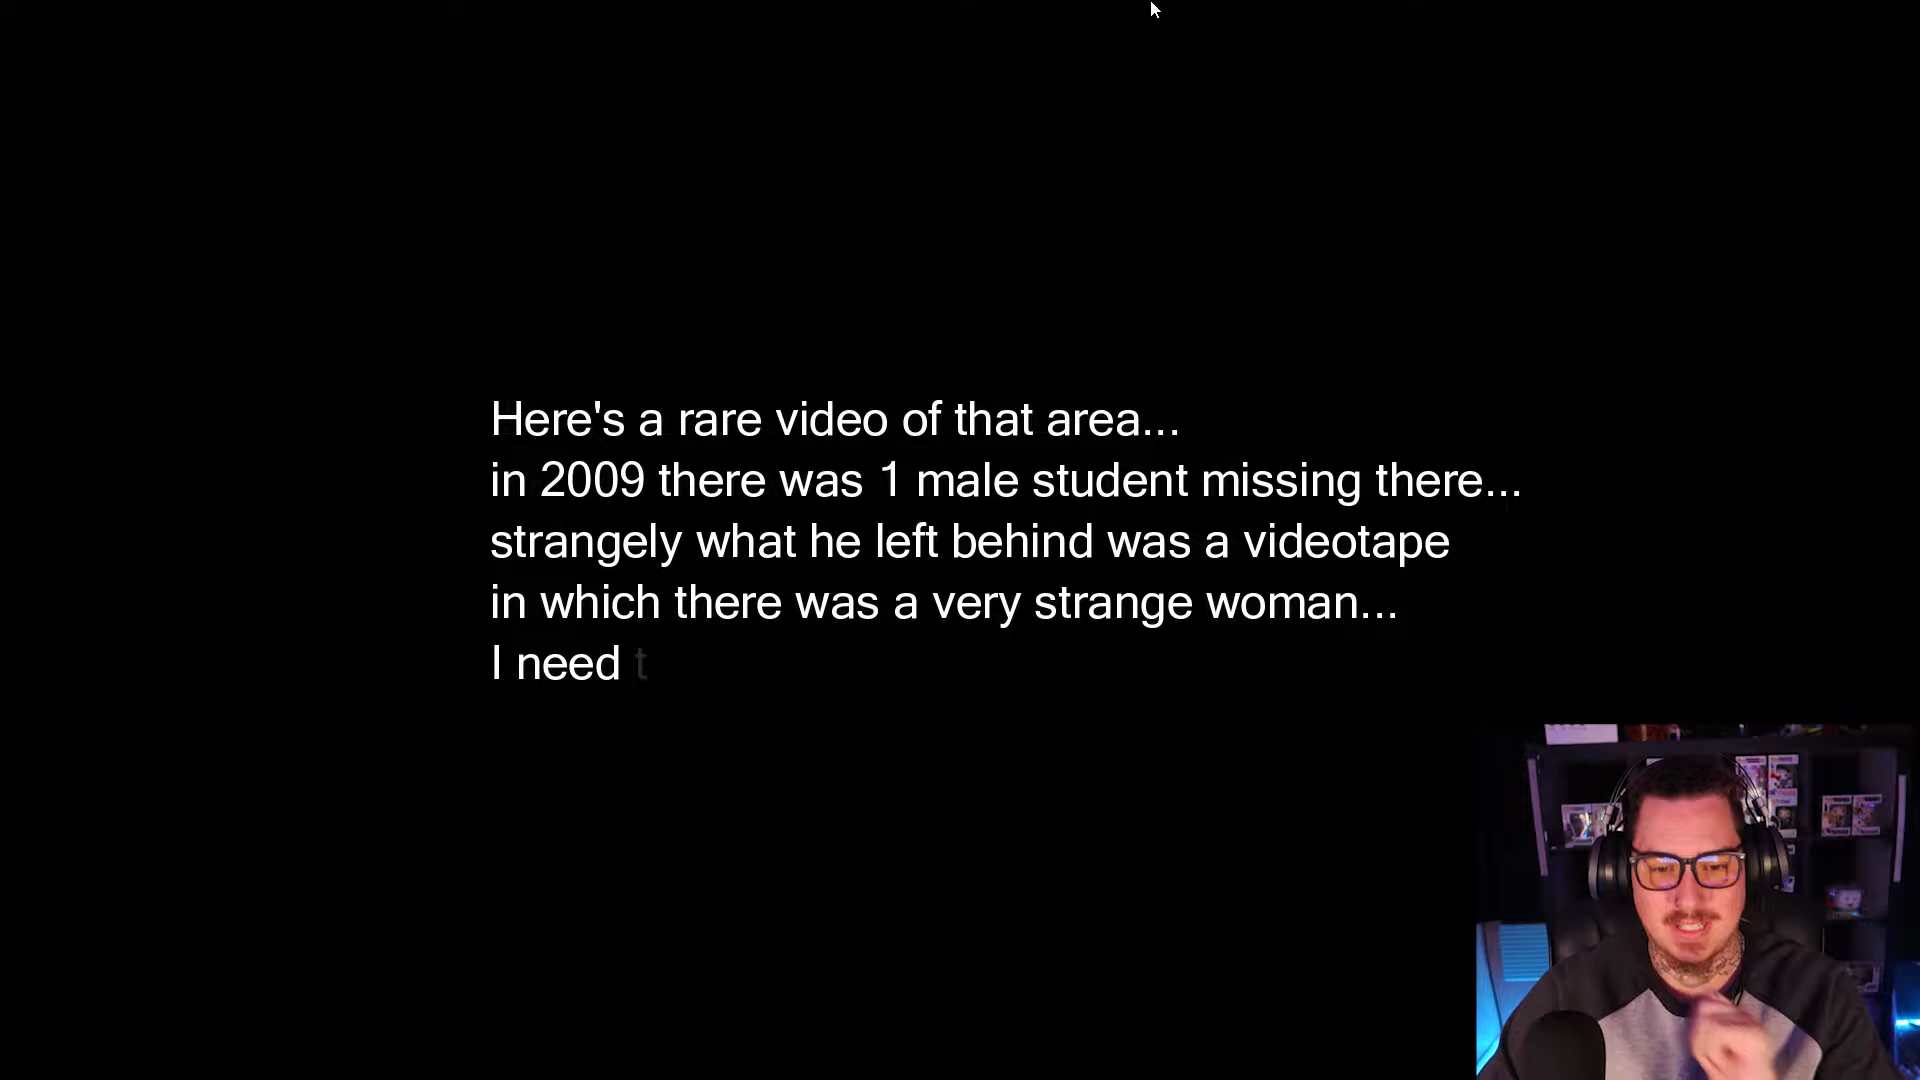 Here's a rare video of that area...
in 2009 there was 1 male student missing there...
strangely what he left behind was a videotape
in which there was a very strange woman...
I need t